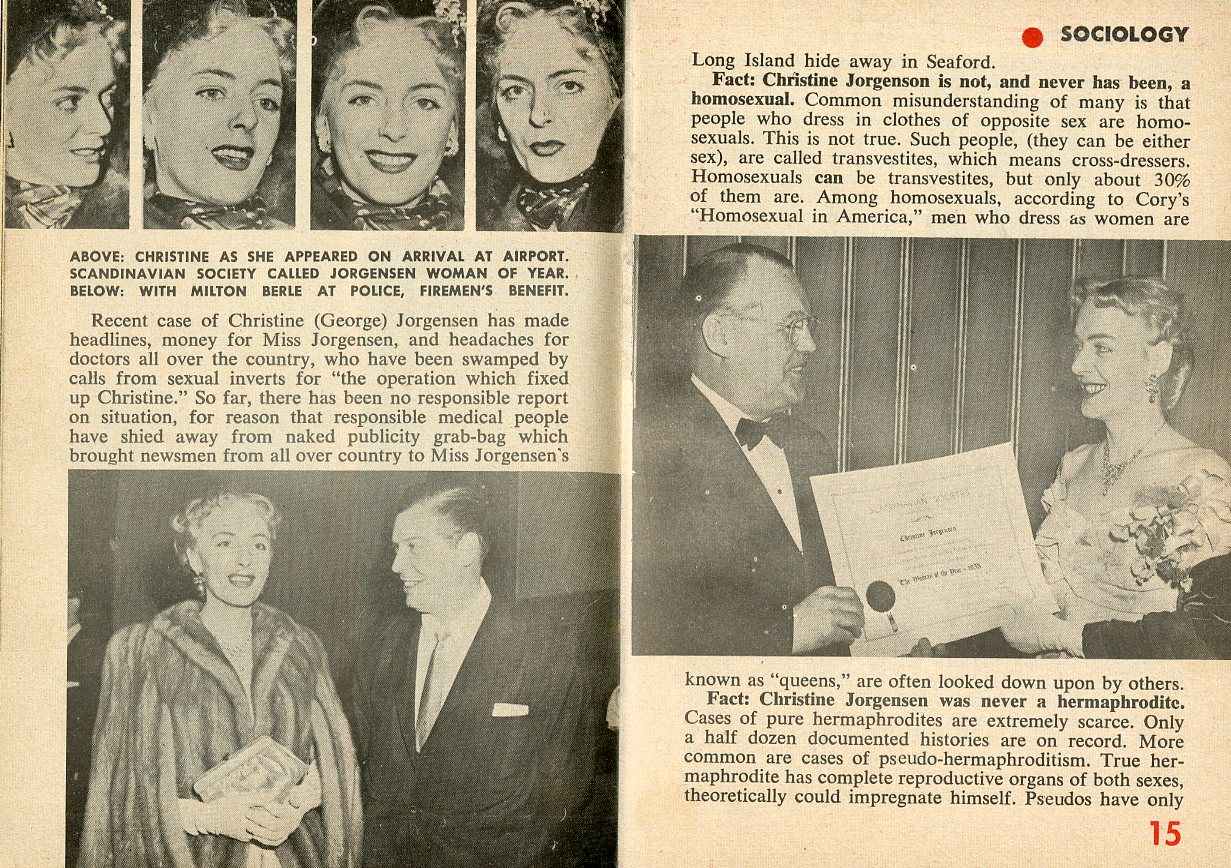 ABOVE: CHRISTINE AS SHE APPEARED ON ARRIVAL AT AIRPORT.
SCANDINAVIAN SOCIETY CALLED JORGENSEN WOMAN OF YEAR.
BELOW: WITH MILTON BERLE AT POLICE, FIREMEN'S BENEFIT.
Recent case of Christine (George) Jorgensen has made
headlines, money for Miss Jorgensen, and headaches for
doctors all over the country, who have been swamped by
calls from sexual inverts for “the operation which fixed
up Christine.” So far, there has been no responsible report
on situation, for reason that responsible medical people
have shied away from naked publicity grab-bag which
brought newsmen from all over country to Miss Jorgensen's
SOCIOLOGY
Long Island hide away in Seaford.
Fact: Christine Jorgenson is not, and never has been, a
homosexual. Common misunderstanding of many is that
people who dress in clothes of opposite sex are homo-
sexuals. This is not true. Such people, (they can be either
sex), are called transvestites, which means cross-dressers.
Homosexuals can be transvestites, but only about 30%
of them are. Among homosexuals, according to Cory's
“Homosexual in America,” men who dress as women are
SCANDINAVIAN SOCIETIES
Christine Jorgensen
The Woman of the Year - 1953
known as “queens,” are often looked down upon by others.
Fact: Christine Jorgensen was never a hermaphrodite.
Cases of pure hermaphrodites are extremely scarce. Only
a half dozen documented histories are on record. More
common are cases of pseudo-hermaphroditism. True her-
maphrodite has complete reproductive organs of both sexes,
theoretically could impregnate himself. Pseudos have only
15